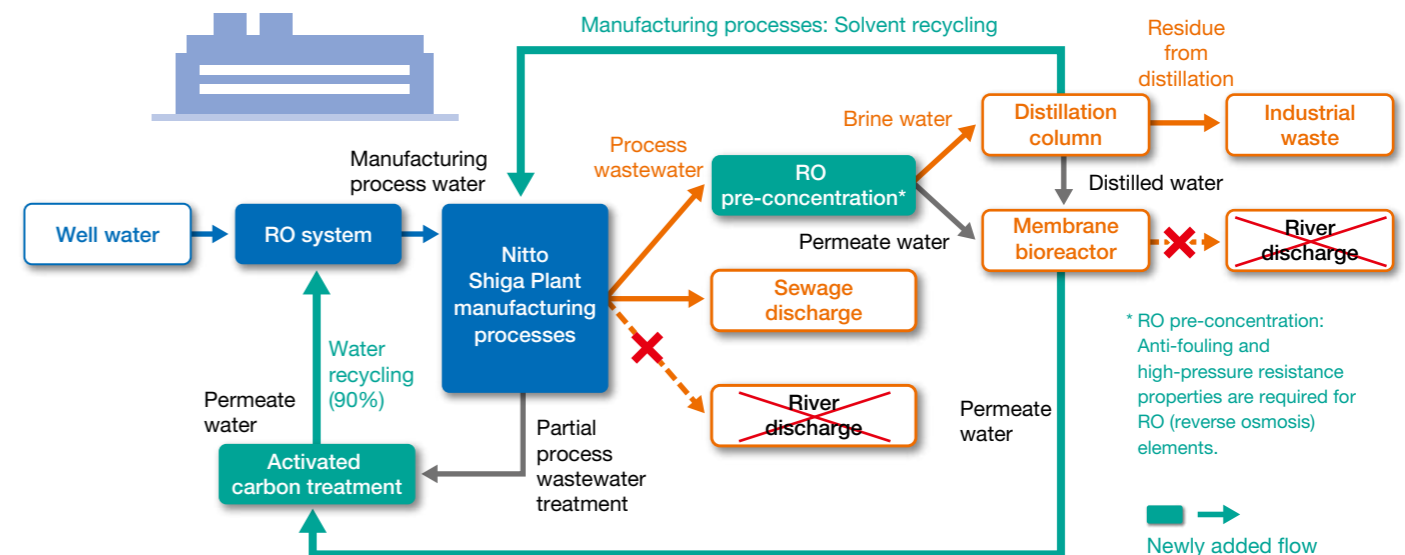 Manufacturing processes: Solvent recycling
Residue
from
distillation
Brine water
Distillation
column
Industrial
waste
Process
wastewater
Manufacturing
process water
RO
pre-concentration*
Distilled water
Well water
RO system
Nitto
Shiga Plant
manufacturing
processes
Permeate water
Membrane
bioreactor
River
discharge
Sewage
discharge
* RO pre-concentration:
Anti-fouling and
high-pressure resistance
properties are required for
RO (reverse osmosis)
elements.
Water
recycling
(90%)
Permeate
water
River
discharge
Permeate
water
Partial
process
wastewater
treatment
Activated
carbon treatment
Newly added flow